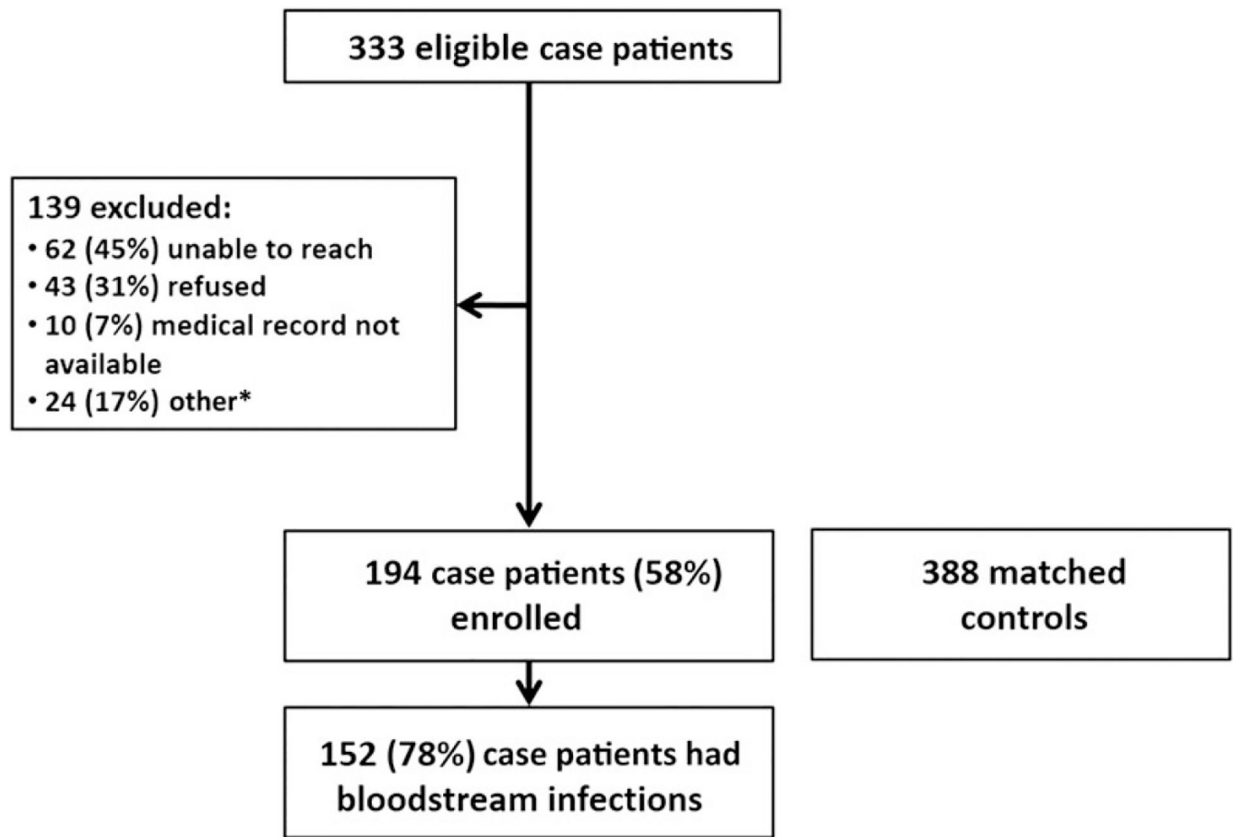 333 eligible case patients
139 excluded:
• 62 (45%) unable to reach
• 43 (31%) refused
• 10 (7%) medical record not
available
• 24 (17%) other*
194 case patients (58%)
enrolled
388 matched
controls
152 (78%) case patients had
bloodstream infections